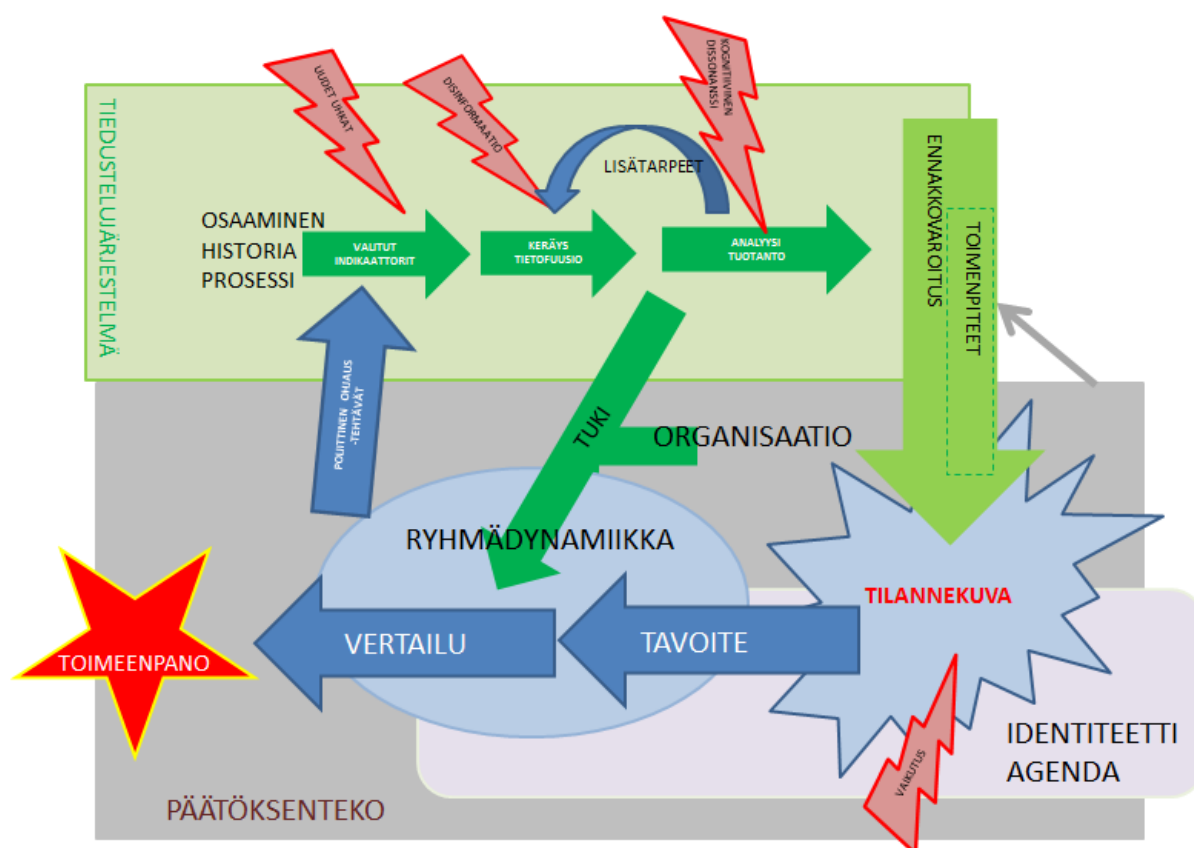 TIEDUSTELUJÄRJESTELMÄ
UUDET UHKAT
DISINFORMAATIO
KOGNITIIVINEN
DISSONANSSI
LISÄTARPEET
OSAAMINEN
HISTORIA
PROSESSI
VALITUT
INDIKAATTORIT
KERÄYS
TIETOFUUSIO
ANALYYSI
TUOTANTO
ENNAKKOVAROITUS
TOIMENPITEET
POLIITTINEN OHJAUS
-TEHTÄVÄT
TUKI
ORGANISAATIO
RYHMÄDYNAMIIKKA
TILANNEKUVA
TOIMEENPANO
VERTAILU
TAVOITE
VAIKUTUS
IDENTITEETTI
AGENDA
PÄÄTÖKSENTEKO